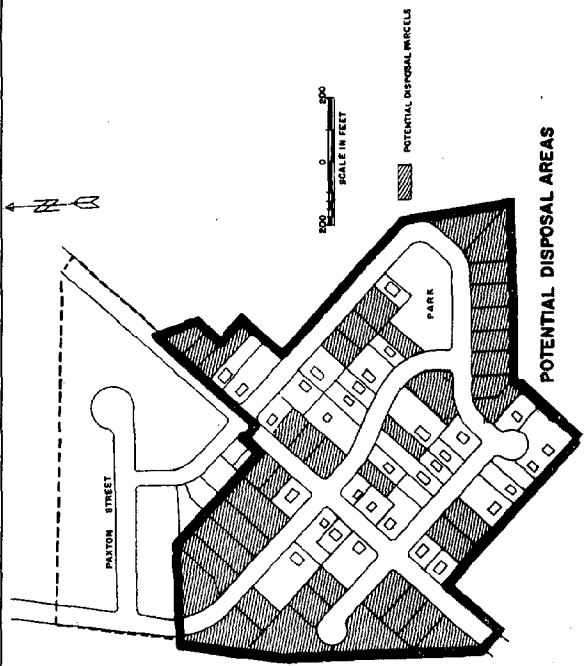 PAXTON STREET
PARK
200 0 200
SCALE IN FEET
POTENTIAL DISPOSAL PARCELS
POTENTIAL DISPOSAL AREAS
N